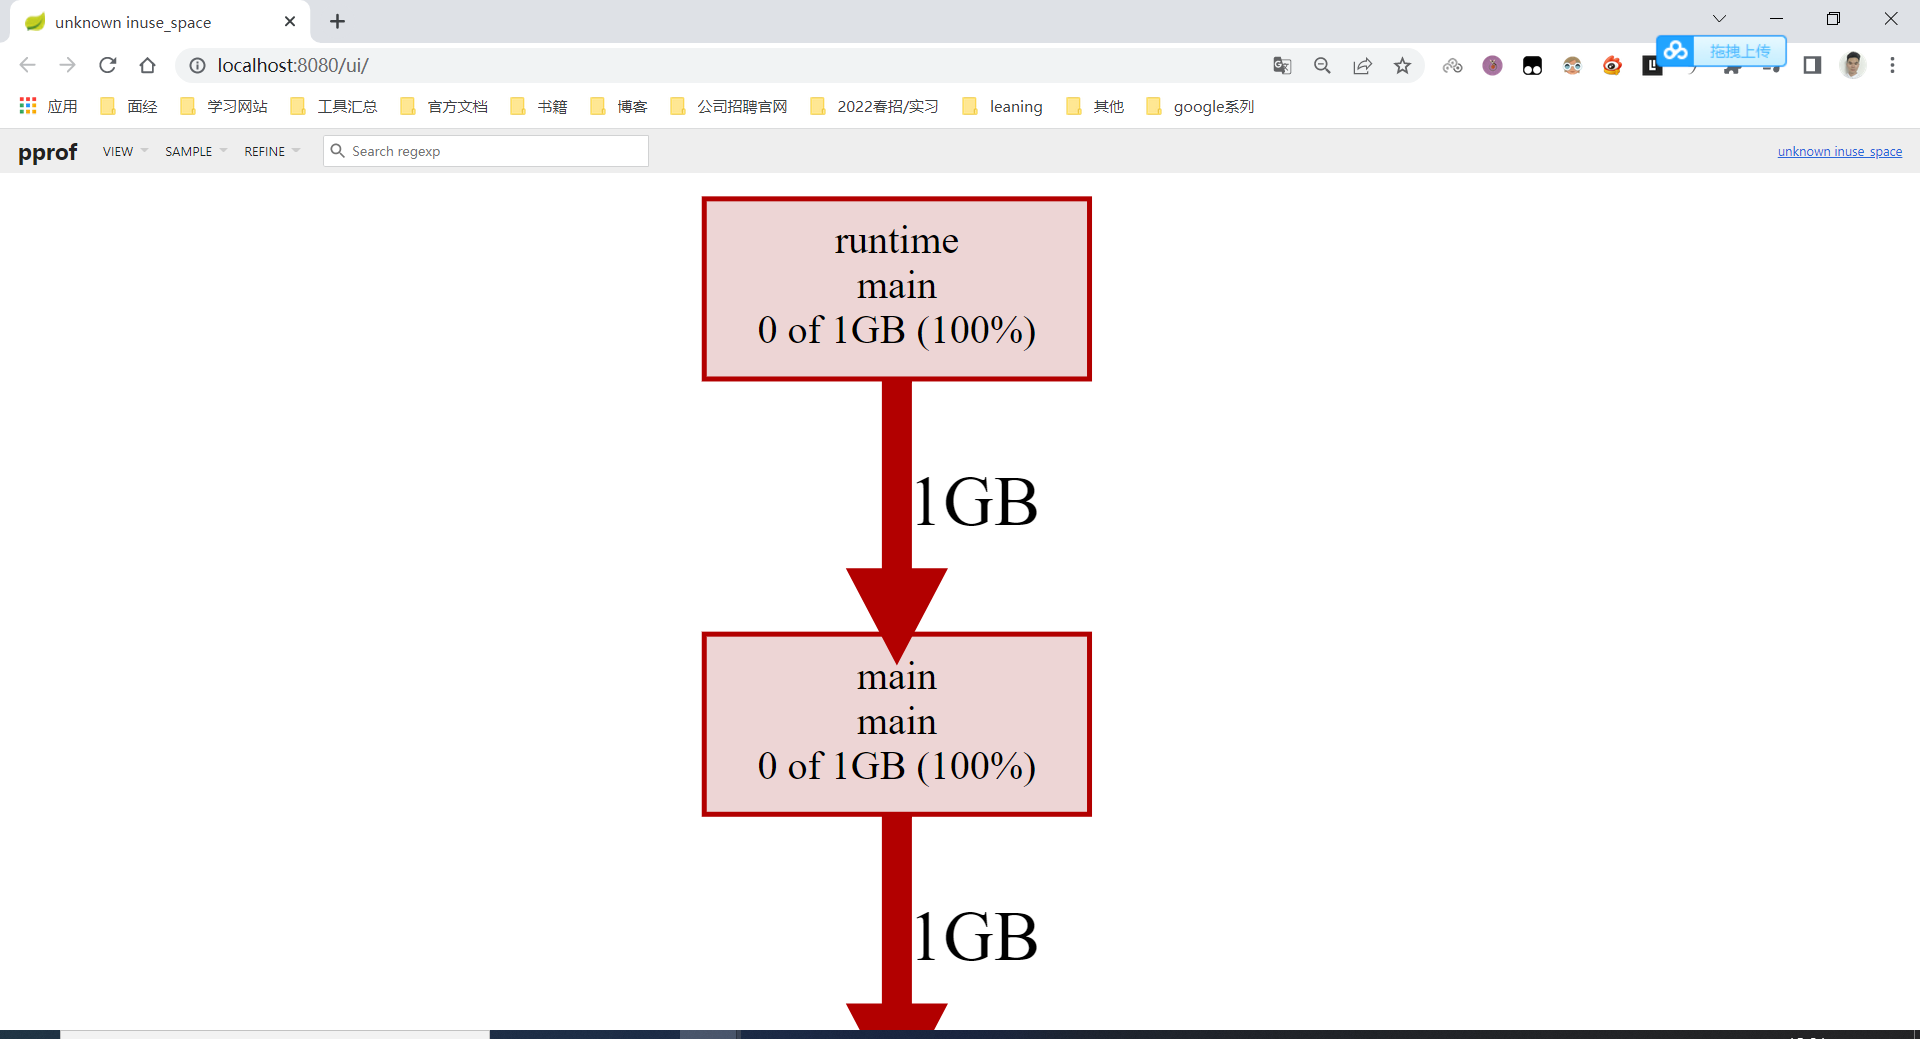 unknown inuse_space
localhost:8080/ui/
拖拽上传
应用 面经 学习网站 工具汇总 官方文档 书籍 博客 公司招聘官网 2022春招/实习 leaning 其他 google系列
pprof VIEW SAMPLE REFINE Search regexp unknown inuse_space
runtime
main
0 of 1GB (100%)
1GB
main
main
0 of 1GB (100%)
1GB